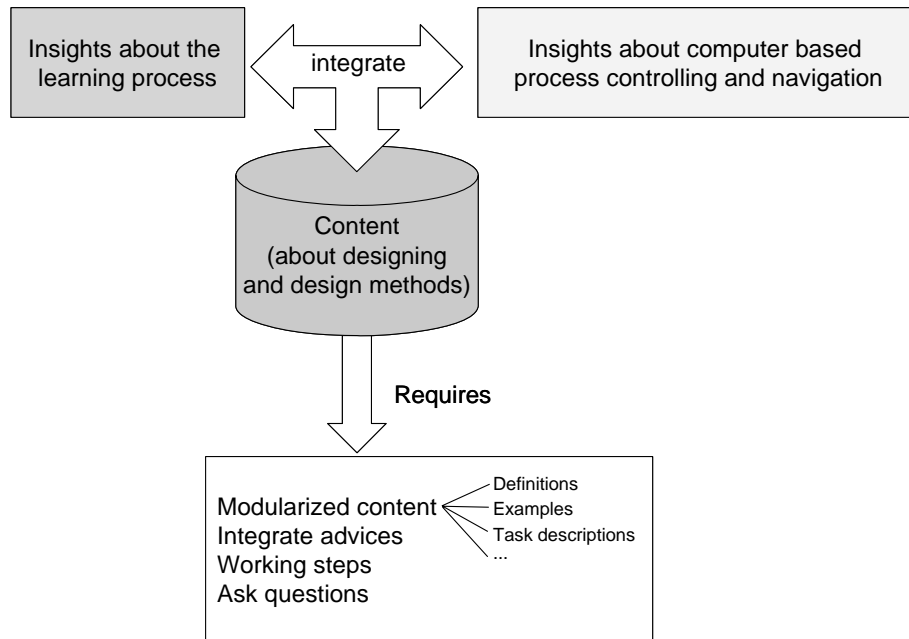 Insights about the
learning process
integrate
Insights about computer based
process controlling and navigation
Content
(about designing
and design methods)
Requires
Modularized content
Integrate advices
Working steps
Ask questions
Definitions
Examples
Task descriptions
...